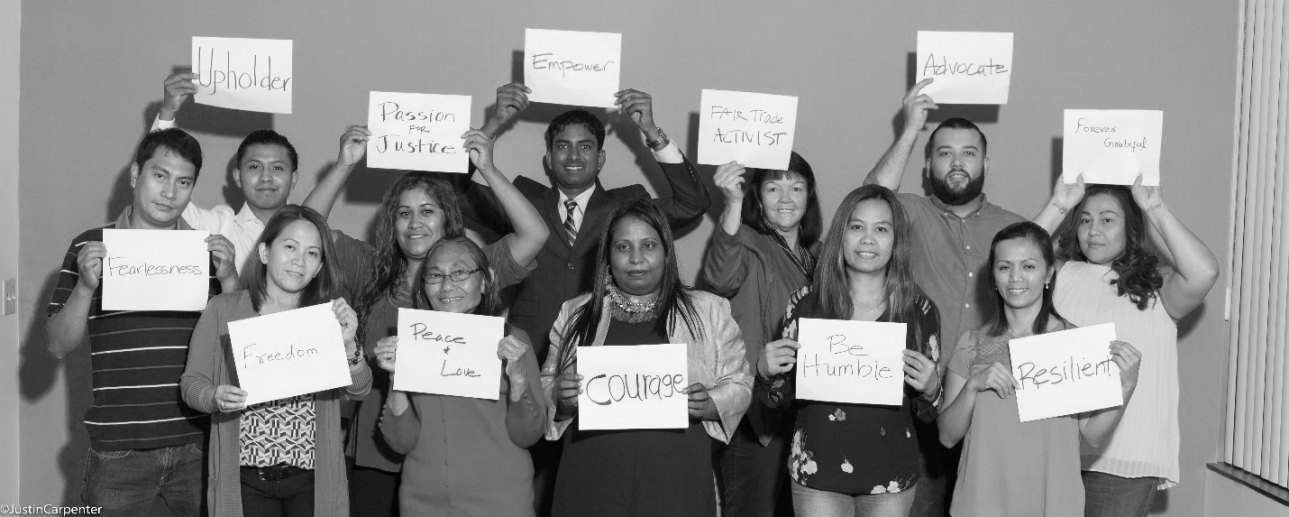 Upholder
Passion
FOR
Justice
Empower
FAIR Trade
ACTIVIST
Advocate
Forever
Grateful
Fearlessness
Freedom
Peace
+
Love
Courage
Be
Humble
Resilient
©JustinCarpenter